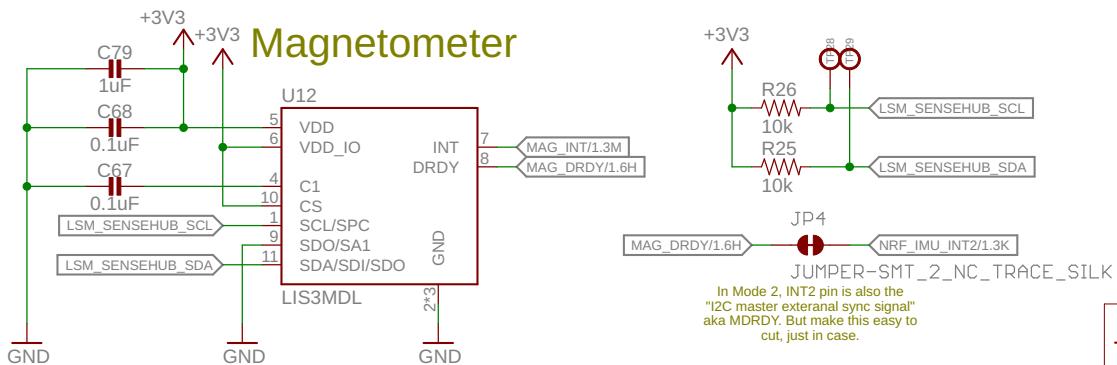 Magnetometer
+3V3
+3V3
C79
1uF
C68
0.1uF
C67
0.1uF
U12
5 VDD
6 VDD_IO
4 C1
10 CS
1 SCL/SPC
9 SDO/SA1
11 SDA/SDI/SDO
INT 7
DRDY 8
GND
2*3
LIS3MDL
LSM_SENSEHUB_SCL
LSM_SENSEHUB_SDA
MAG_INT/1.3M
MAG_DRDY/1.6H
GND
GND
GND
+3V3
TP28
TP29
R26
10k
LSM_SENSEHUB_SCL
R25
10k
LSM_SENSEHUB_SDA
JP4
MAG_DRDY/1.6H
NRF_IMU_INT2/1.3K
JUMPER-SMT_2_NC_TRACE_SILK
In Mode 2, INT2 pin is also the
"I2C master exteranal sync signal"
aka MDRDY. But make this easy to
cut, just in case.